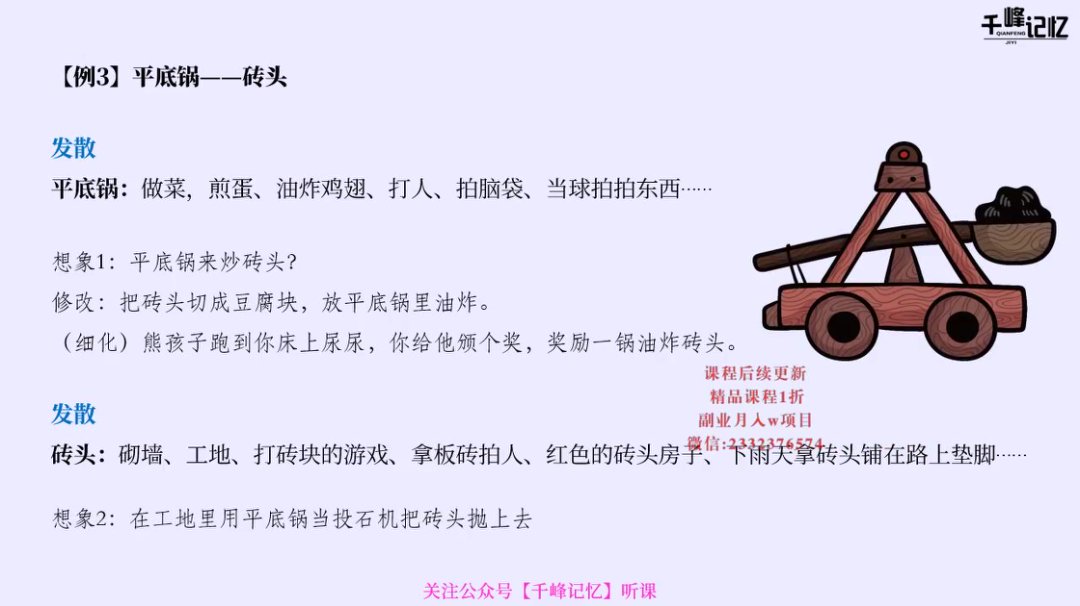 千峰记忆
QIANFENG
JIYI
【例3】平底锅——砖头
发散
平底锅：做菜，煎蛋、油炸鸡翅、打人、拍脑袋、当球拍拍东西……
想象1：平底锅来炒砖头？
修改：把砖头切成豆腐块，放平底锅里油炸。
（细化）熊孩子跑到你床上尿尿，你给他颁个奖，奖励一锅油炸砖头。
课程后续更新
精品课程1折
副业月入w项目
微信:2332376574
发散
砖头：砌墙、工地、打砖块的游戏、拿板砖拍人、红色的砖头房子、下雨天拿砖头铺在路上垫脚……
想象2：在工地里用平底锅当投石机把砖头抛上去
关注公众号【千峰记忆】听课